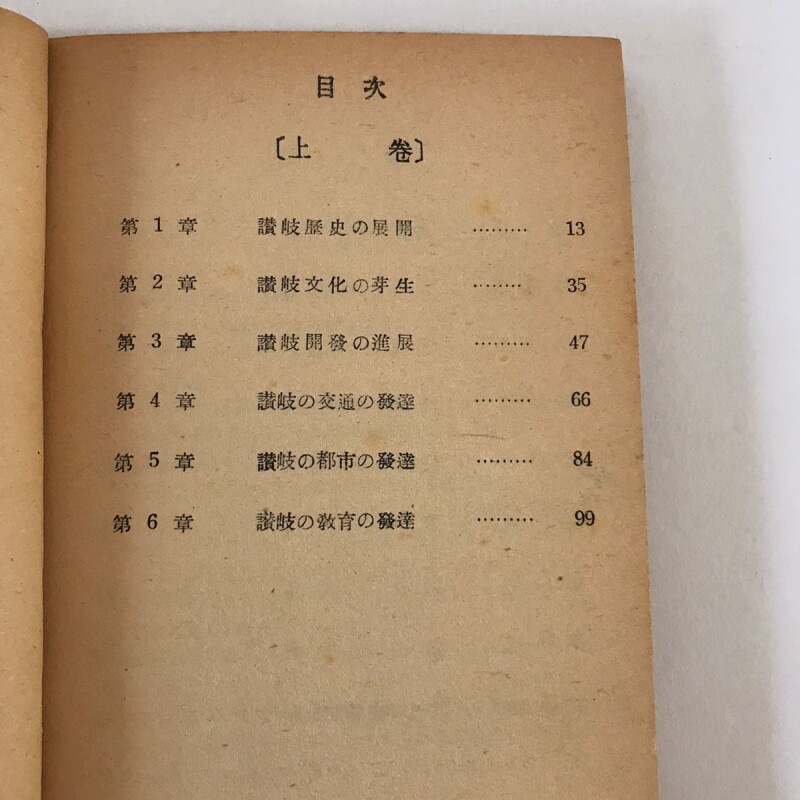 目次
〔上 卷〕
第1章 讃岐歷史の展開 ……… 13
第2章 讃岐文化の芽生 ……… 35
第3章 讃岐開發の進展 ……… 47
第4章 讃岐の交通の發達 ……… 66
第5章 讃岐の都市の發達 ……… 84
第6章 讃岐の敎育の發達 ……… 99